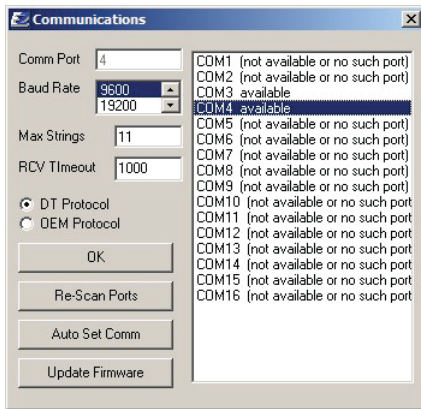 Communications
Comm Port 4
Baud Rate 9600
19200
Max Strings 11
RCV TImeout 1000
DT Protocol
OEM Protocol
OK
Re-Scan Ports
Auto Set Comm
Update Firmware
COM1 (not available or no such port)
COM2 (not available or no such port)
COM3 available
COM4 available
COM5 (not available or no such port)
COM6 (not available or no such port)
COM7 (not available or no such port)
COM8 (not available or no such port)
COM9 (not available or no such port)
COM10 (not available or no such port
COM11 (not available or no such port
COM12 (not available or no such port
COM13 (not available or no such port
COM14 (not available or no such port
COM15 (not available or no such port
COM16 (not available or no such port